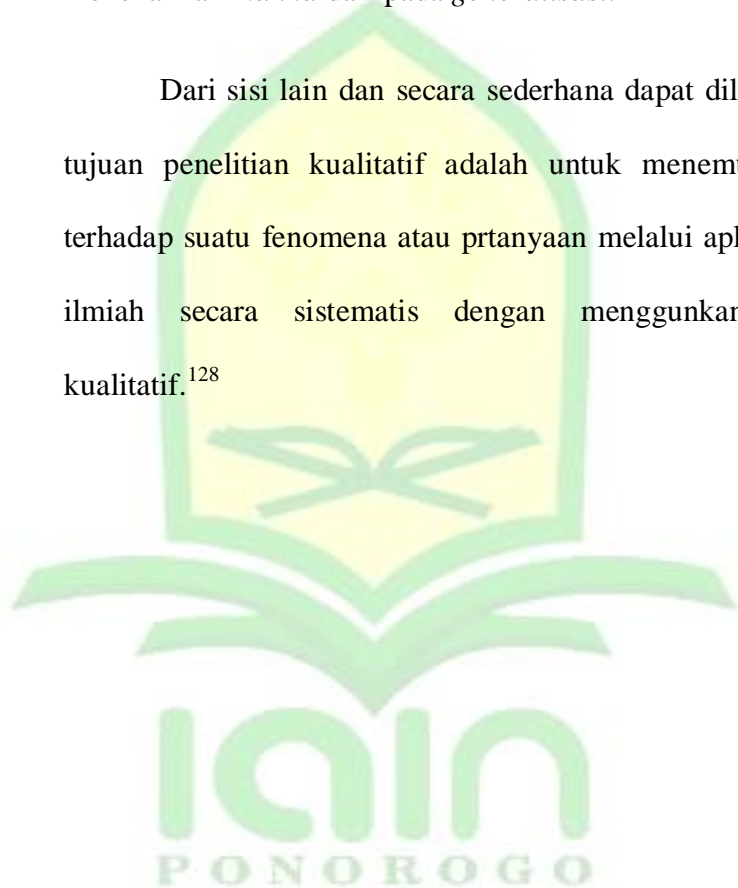 Dari sisi lain dan secara sederhana dapat
tujuan penelitian kualitatif adalah untuk
terhadap suatu fenomena atau prtanyaan melalui
ilmiah secara sistematis dengan menggunkan
kualitatif.128
IAIN
PONOROGO